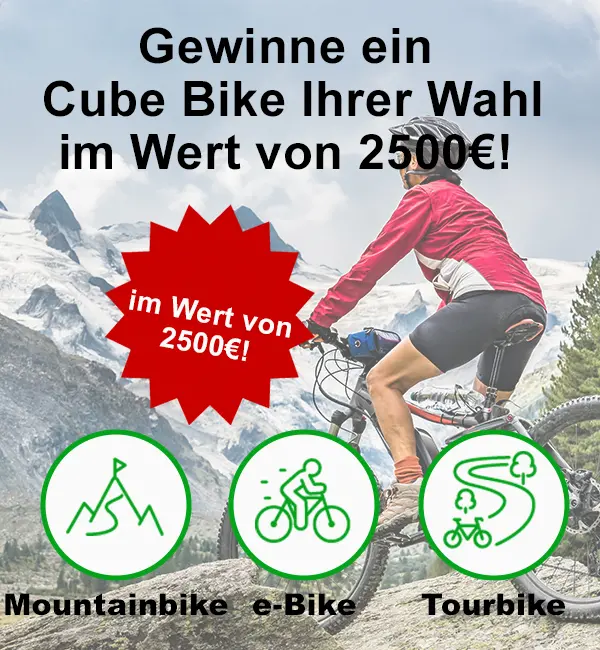 Gewinne ein
Cube Bike Ihrer Wahl
im Wert von 2500€!
im Wert von
2500€!
Mountainbike e-Bike Tourbike